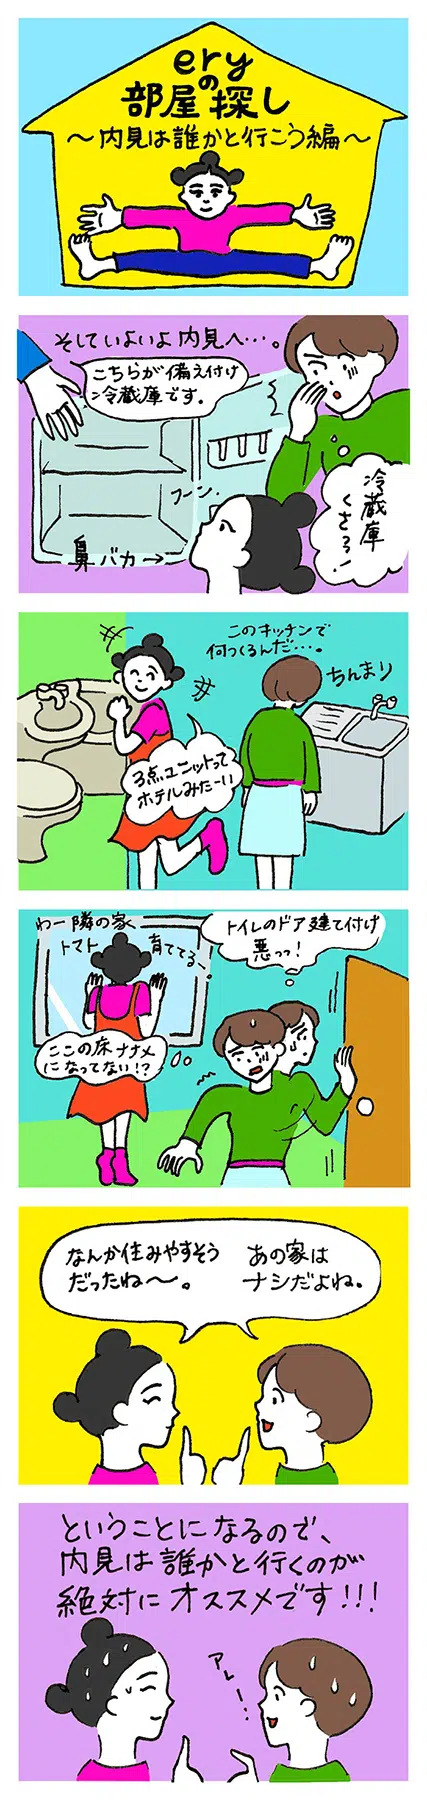 eryの
部屋探し
～内見は誰かと行こう編～
そしていよいよ内見へ…。
こちらが備え付け
冷蔵庫です。
フーン.
鼻バカ→
冷蔵庫
くさっ!
このキッチンで
何つくるんだ…。
ちんまり
3点ユニットって
ホテルみたーい
わー隣の家
トマト
育ててる〜
トイレのドア建て付け
悪っっ!
ここの床ナナメ
になってない!?
なんか住みやすそう
だったね〜。
あの家は
ナシだよね。
ということになるので、
内見は誰かと行くのが
絶対にオススメです!!!
アレー..